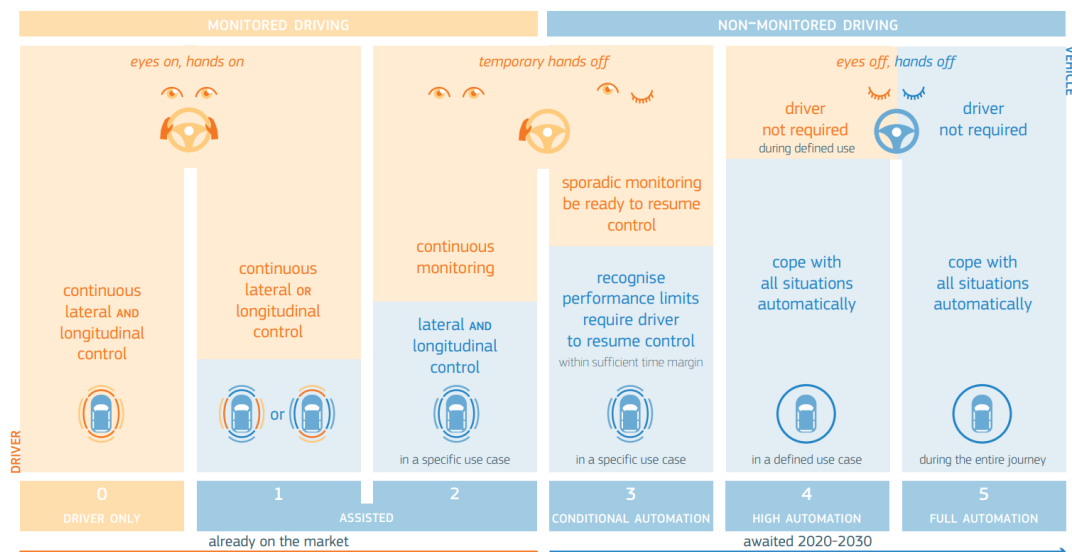 MONITORED DRIVING
NON-MONITORED DRIVING
eyes on, hands on
temporary hands off
eyes off, hands off
VEHICLE
driver
not required
during defined use
driver
not required
sporadic monitoring
be ready to resume
control
continuous
monitoring
continuous
lateral OR
longitudinal
control
continuous
lateral AND
longitudinal
control
lateral AND
longitudinal
control
recognise
performance limits
require driver
to resume control
within sufficient time margin
cope with
all situations
automatically
cope with
all situations
automatically
or
DRIVER
in a specific use case
in a specific use case
in a defined use case
during the entire journey
0
DRIVER ONLY
1
2
ASSISTED
3
CONDITIONAL AUTOMATION
4
HIGH AUTOMATION
5
FULL AUTOMATION
already on the market
awaited 2020-2030